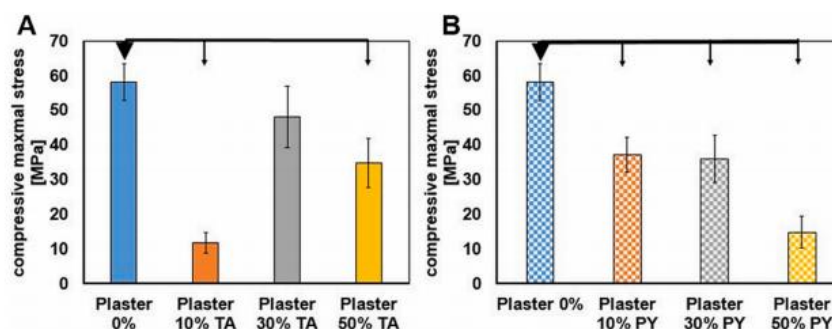 A
compressive maxmal stress
[MPa]
70
60
50
40
30
20
10
0
Plaster
0%
Plaster
10% TA
Plaster
30% TA
Plaster
50% TA
B
compressive maxmal stress
[MPa]
70
60
50
40
30
20
10
0
Plaster 0%
Plaster
10% PY
Plaster
30% PY
Plaster
50% PY